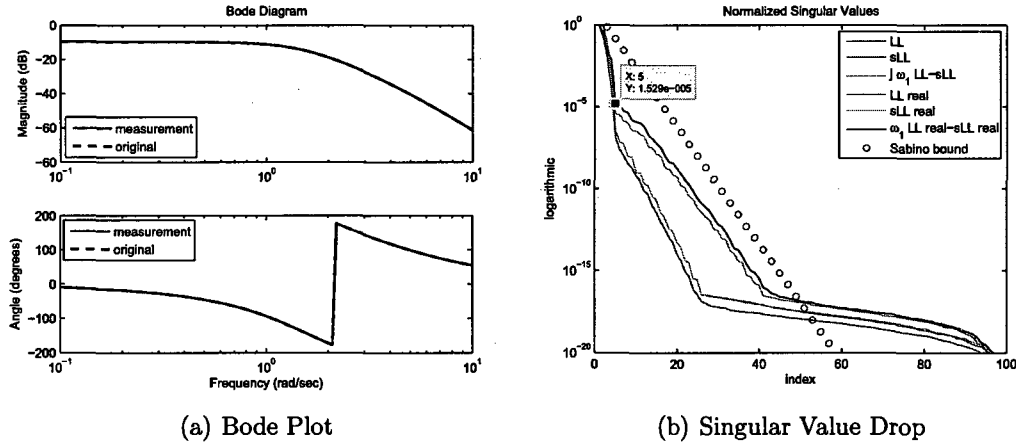 Bode Diagram
Magnitude (dB)
0
-20
-40
-60
-80
measurement
original
10^-1
10^0
10^1
Angle (degrees)
200
100
0
-100
-200
measurement
original
10^-1
10^0
10^1
Frequency (rad/sec)
(a) Bode Plot
Normalized Singular Values
logarithmic
10^0
10^-5
10^-10
10^-15
10^-20
X: 5
Y: 1.529e-005
LL
sLL
j ω_1 LL-sLL
LL real
sLL real
ω_1 LL real-sLL real
Sabino bound
0
20
40
60
80
100
index
(b) Singular Value Drop